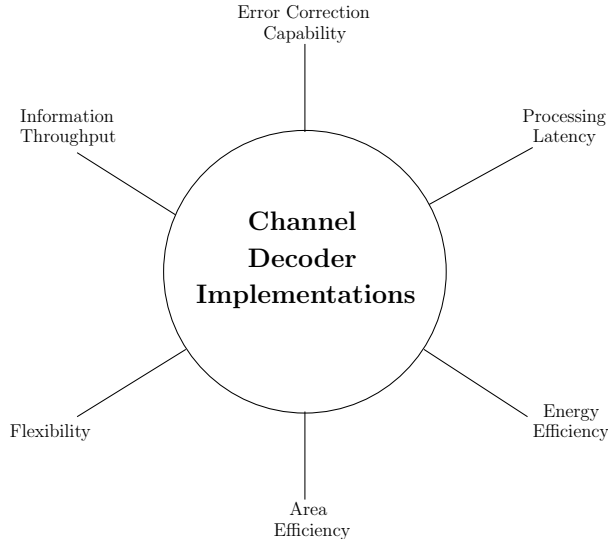 Error Correction
Capability
Information
Throughput
Processing
Latency
Channel
Decoder
Implementations
Flexibility
Energy
Efficiency
Area
Efficiency